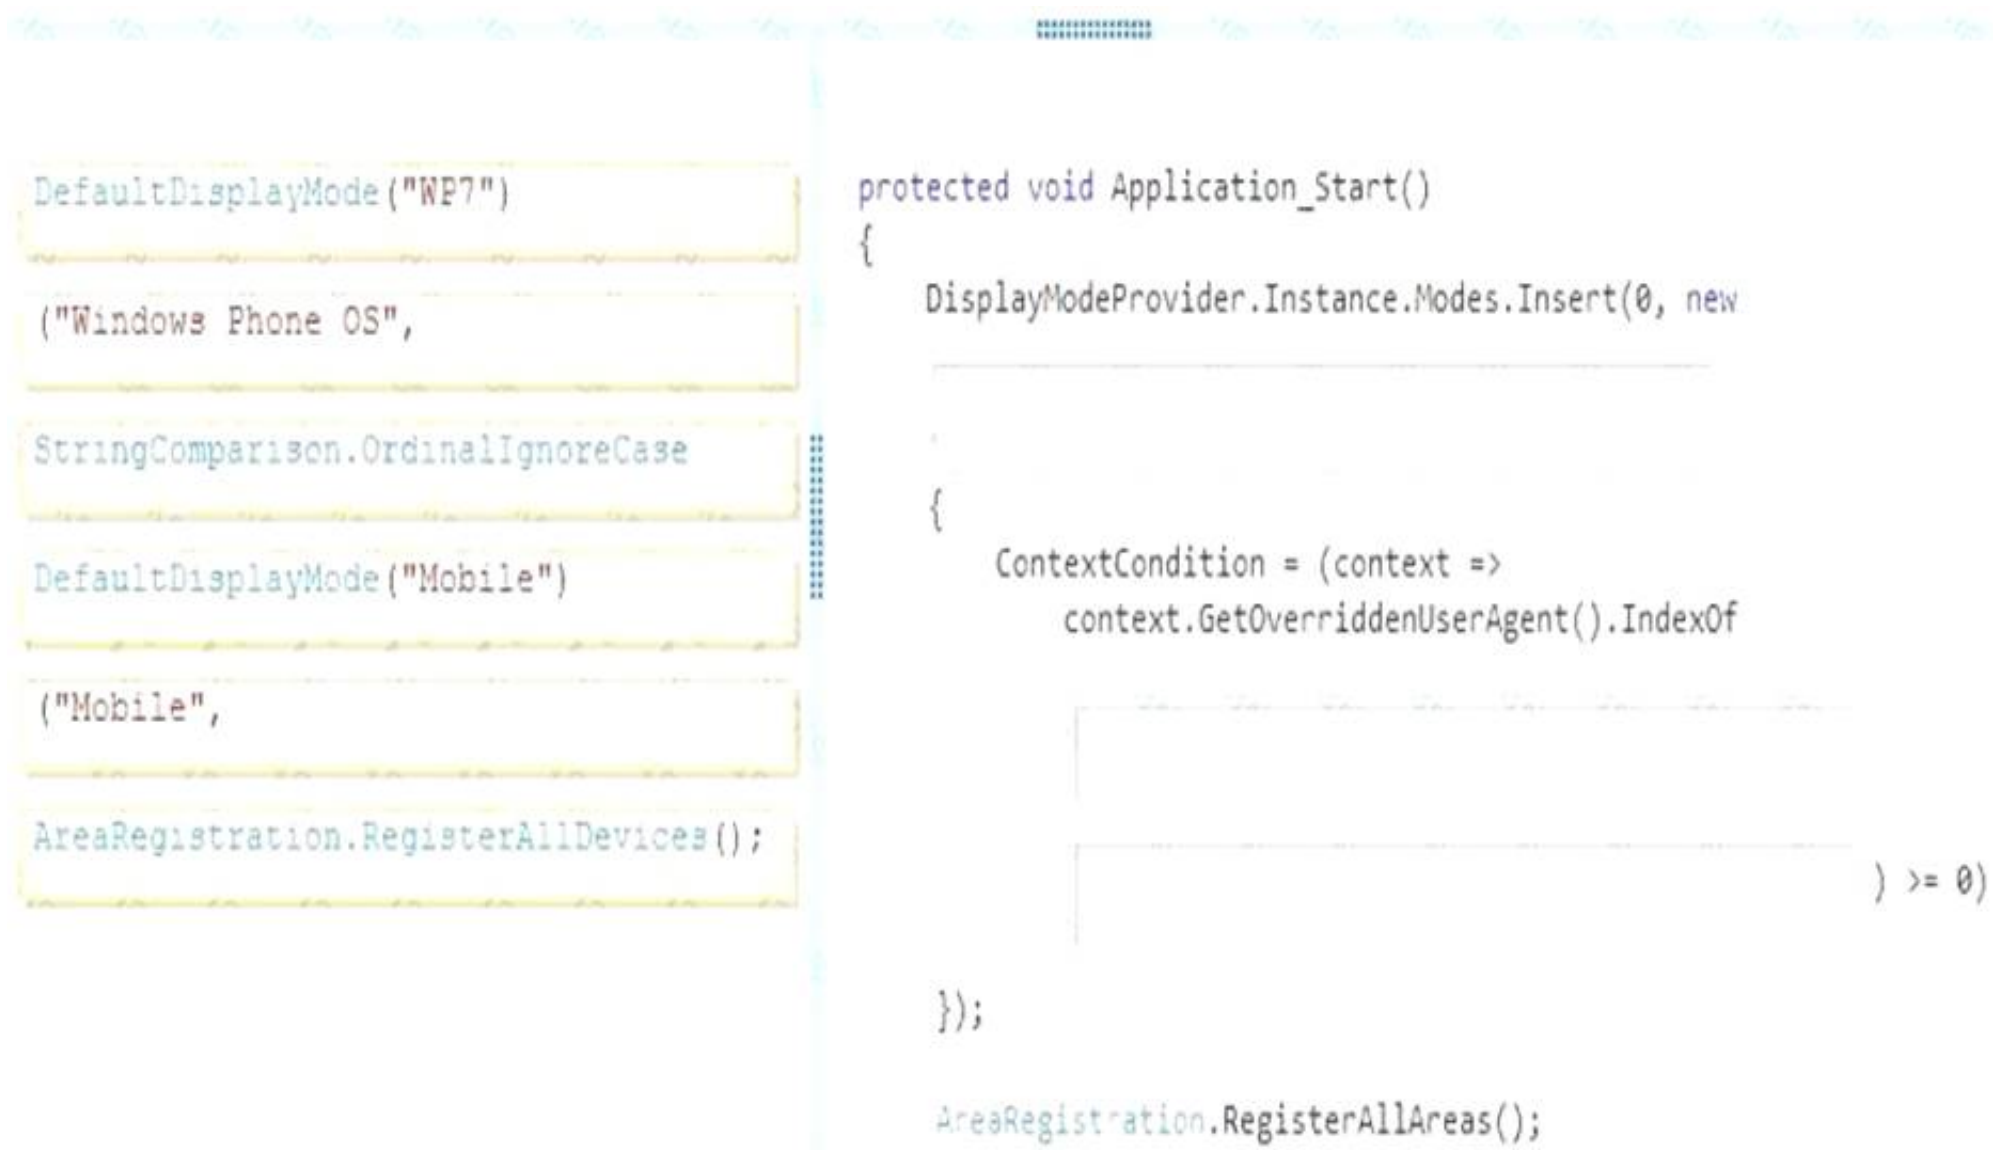 DefaultDisplayMode("WP7")
("Windows Phone OS",
StringComparison.OrdinalIgnoreCase
DefaultDisplayMode("Mobile")
("Mobile",
AreaRegistration.RegisterAllDevices();
protected void Application_Start()
{
DisplayModeProvider.Instance.Modes.Insert(0, new
{
ContextCondition = (context =>
context.GetOverriddenUserAgent().IndexOf
) >= 0)
});
AreaRegistration.RegisterAllAreas();